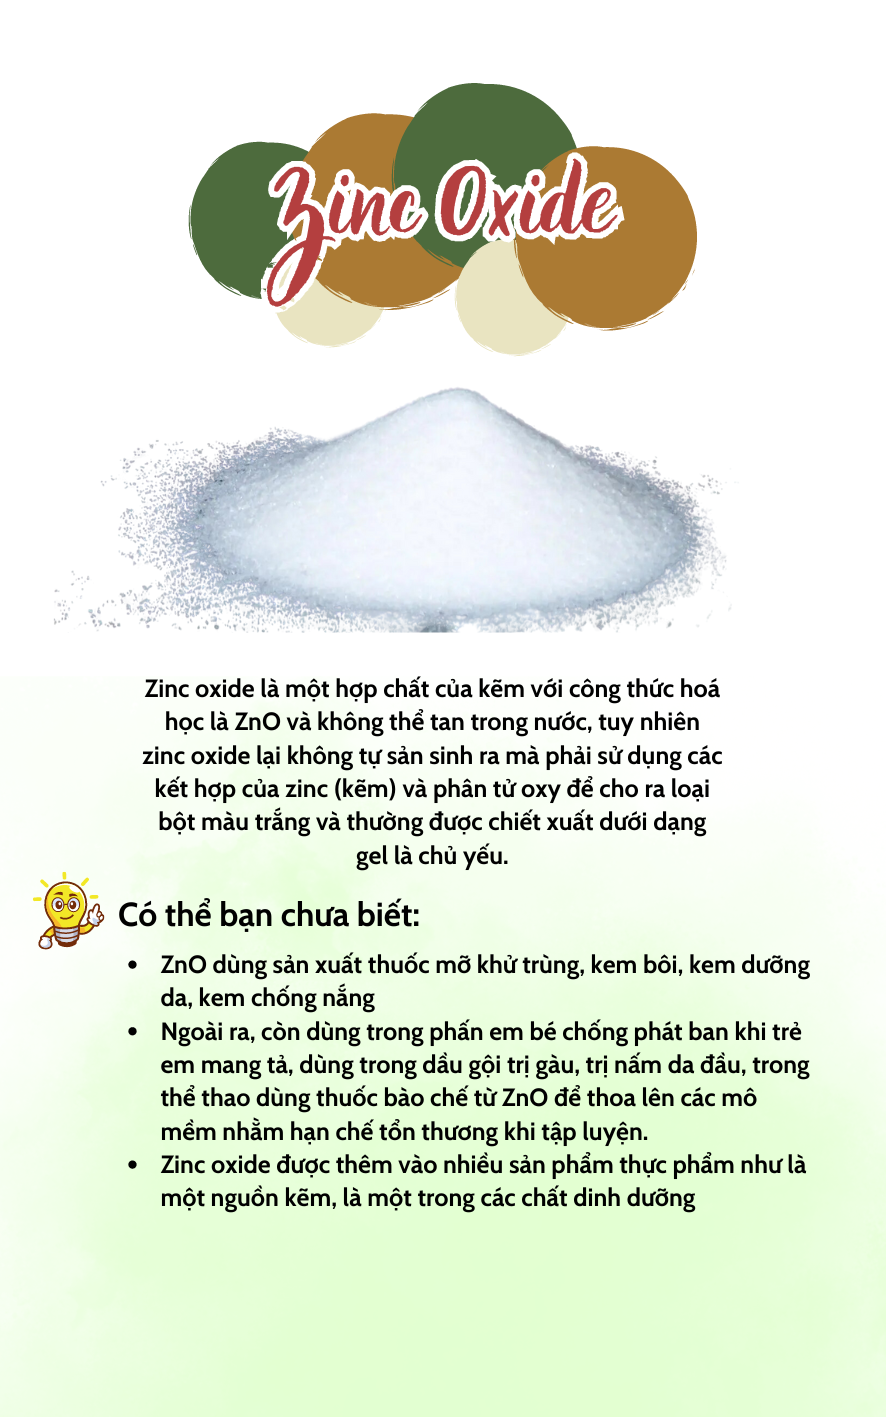 Zinc Oxide
Zinc oxide là một hợp chất của kẽm với công thức hoá
học là ZnO và không thể tan trong nước, tuy nhiên
zinc oxide lại không tự sản sinh ra mà phải sử dụng các
kết hợp của zinc (kẽm) và phân tử oxy để cho ra loại
bột màu trắng và thường được chiết xuất dưới dạng
gel là chủ yếu.
Có thể bạn chưa biết:
• ZnO dùng sản xuất thuốc mỡ khử trùng, kem bôi, kem dưỡng
da, kem chống nắng
• Ngoài ra, còn dùng trong phấn em bé chống phát ban khi trẻ
em mang tả, dùng trong dầu gội trị gàu, trị nấm da đầu, trong
thể thao dùng thuốc bào chế từ ZnO để thoa lên các mô
mềm nhằm hạn chế tổn thương khi tập luyện.
• Zinc oxide được thêm vào nhiều sản phẩm thực phẩm như là
một nguồn kẽm, là một trong các chất dinh dưỡng